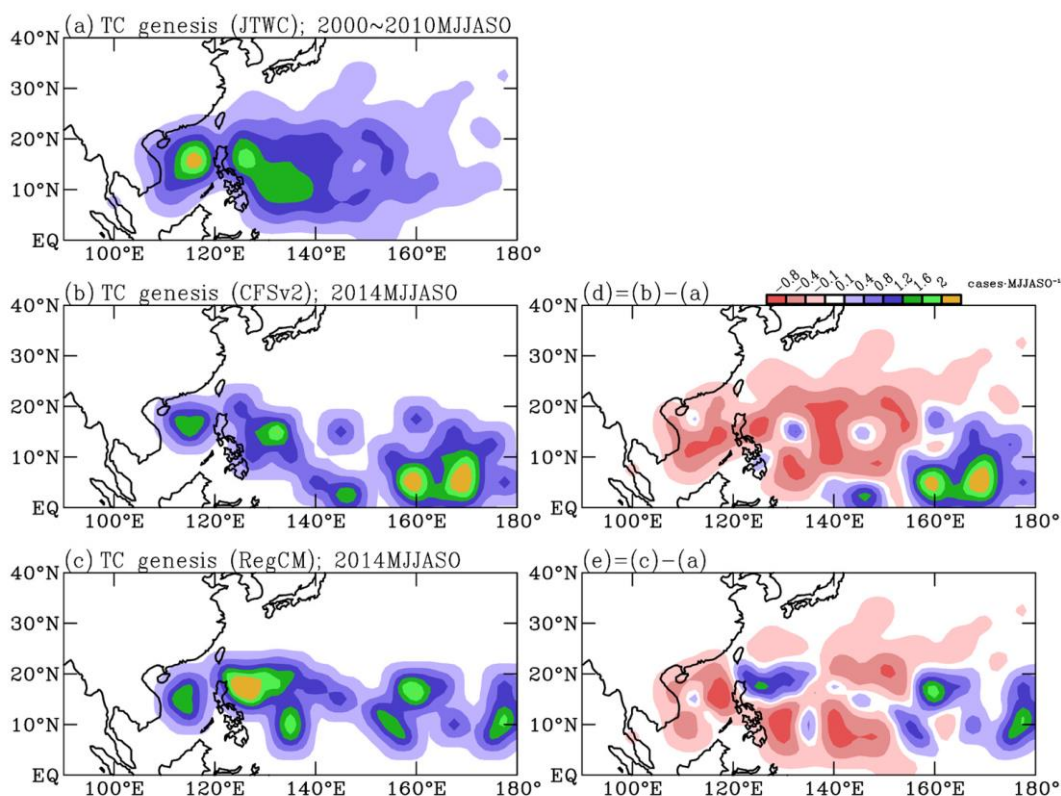 (a) TC genesis (JTWC); 2000~2010MJJASO
40°N
30°N
20°N
10°N
EQ
100°E 120°E 140°E 160°E 180°
(b) TC genesis (CFSv2); 2014MJJASO
40°N
30°N
20°N
10°N
EQ
100°E 120°E 140°E 160°E 180°
(d)=(b)-(a)
-0.8 -0.4 -0.1 0.1 0.4 0.8 1.2 1.6 2
cases·MJJASO⁻¹
40°N
30°N
20°N
10°N
EQ
100°E 120°E 140°E 160°E 180°
(c) TC genesis (RegCM); 2014MJJASO
40°N
30°N
20°N
10°N
EQ
100°E 120°E 140°E 160°E 180°
(e)=(c)-(a)
40°N
30°N
20°N
10°N
EQ
100°E 120°E 140°E 160°E 180°